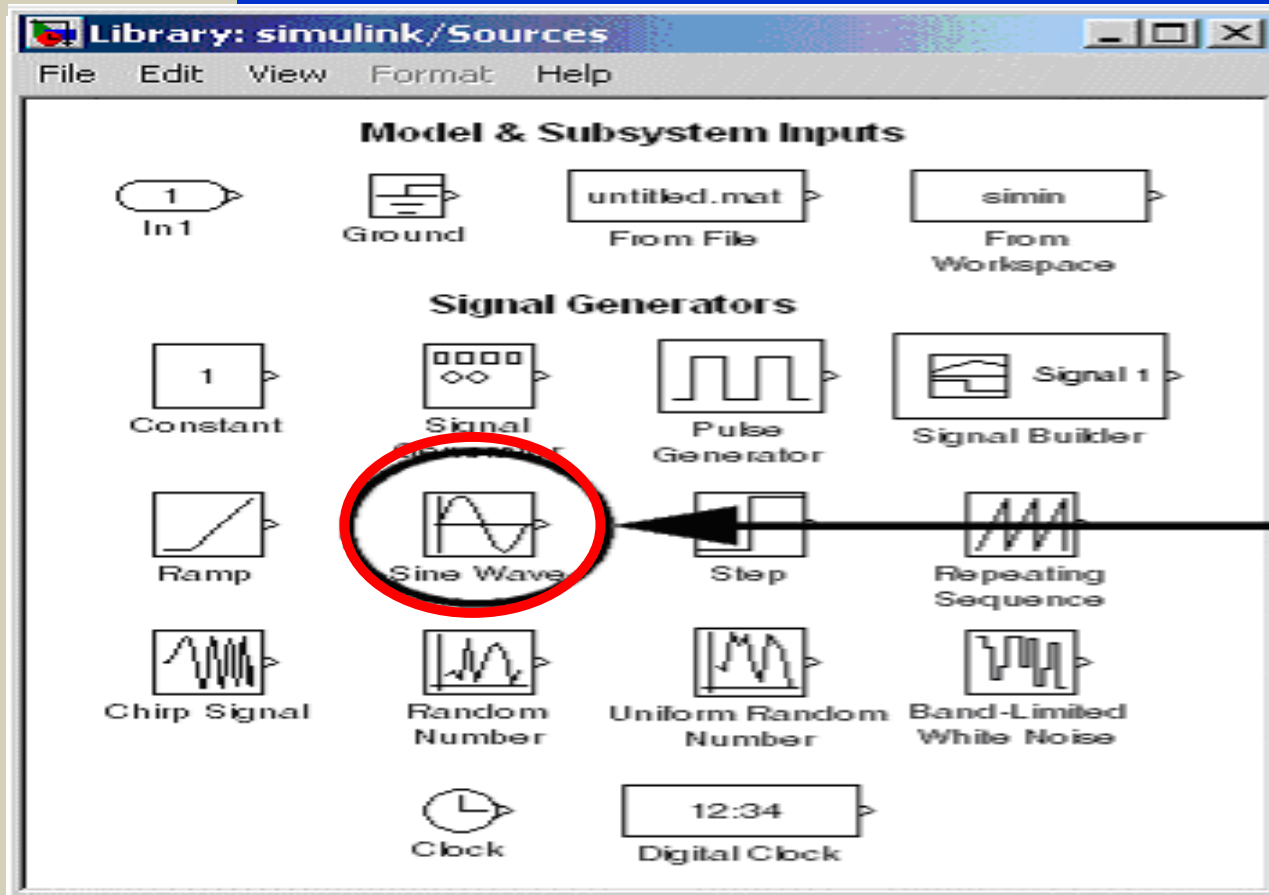 Library: simulink/Sources
File Edit View Format Help
Model & Subsystem Inputs
1
In1
Ground
untitled.mat
From File
simin
From
Workspace
Signal Generators
1
Constant
Signal
Generator
Pulse
Generator
Signal 1
Signal Builder
Ramp
Sine Wave
Step
Repeating
Sequence
Chirp Signal
Random
Number
Uniform Random
Number
Band-Limited
White Noise
Clock
12:34
Digital Clock